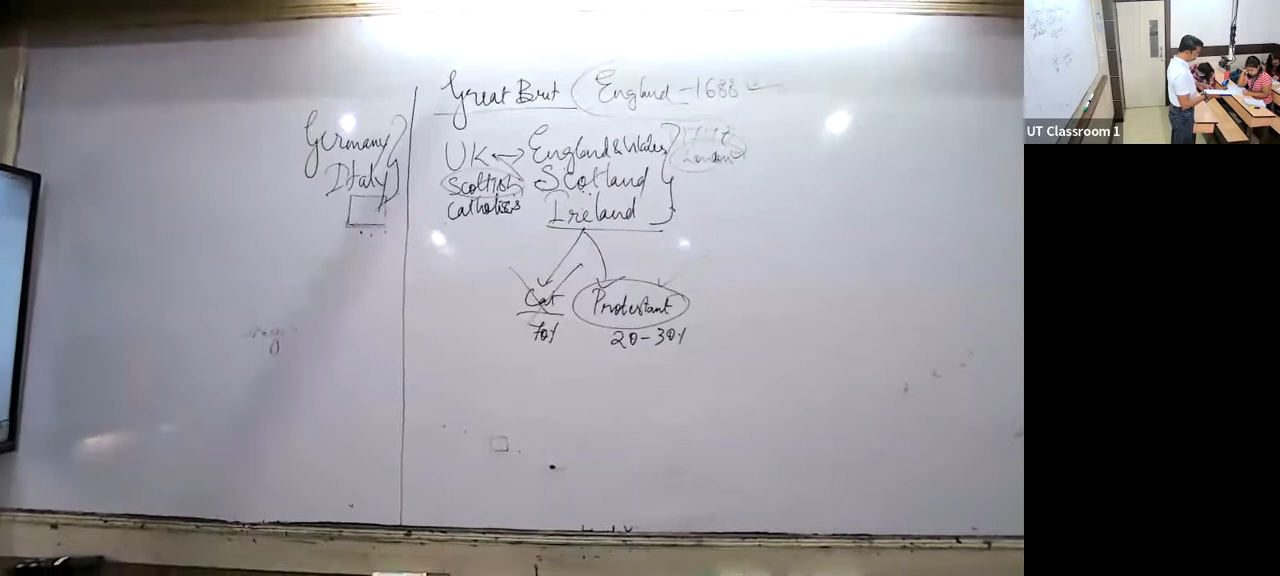 Germany
Italy
Great Brit England - 1688
UK England & Wales
London
Scottish Scotland
Catholics Ireland
Cat Protestant
70% 20-30%
UT Classroom 1